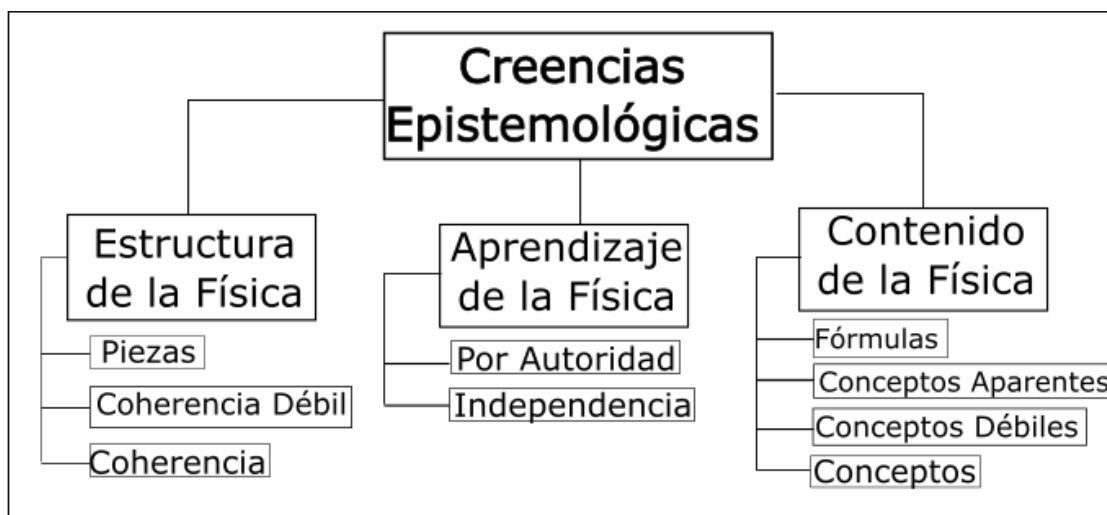 Creencias
Epistemológicas
Estructura
de la Física
Piezas
Coherencia Débil
Coherencia
Aprendizaje
de la Física
Por Autoridad
Independencia
Contenido
de la Física
Fórmulas
Conceptos Aparentes
Conceptos Débiles
Conceptos